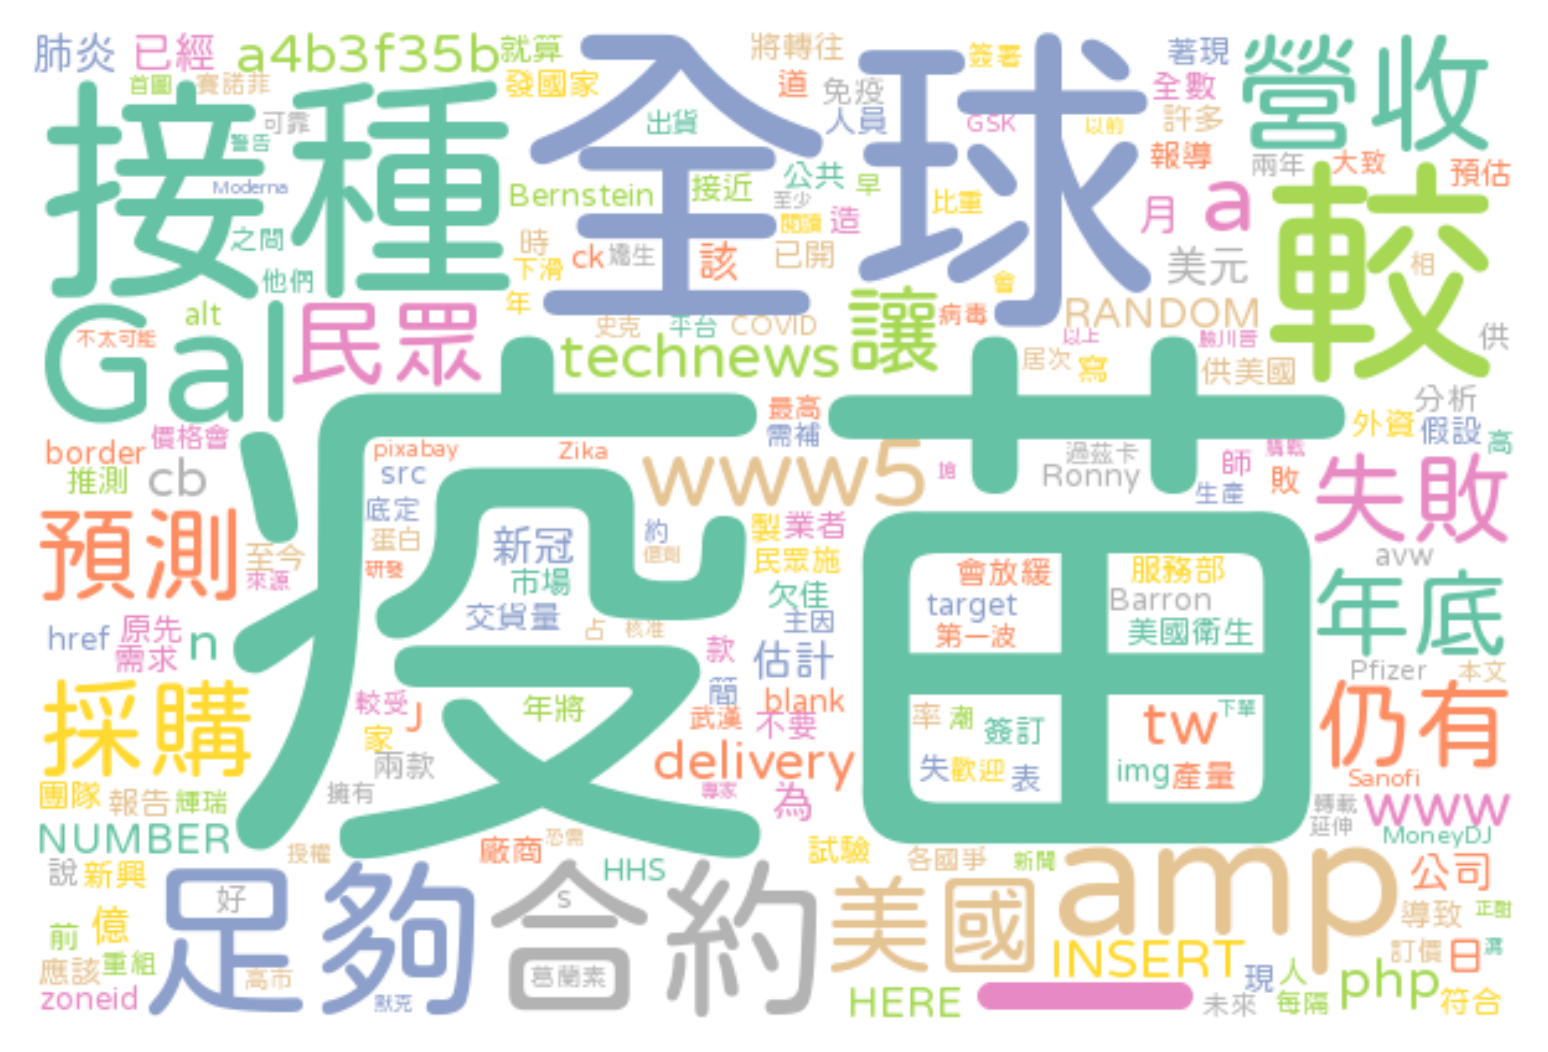 肺炎 已經 a4b3f35b 就算
將轉往
簽署
著現
營收
首圖 賽諾菲 發國家
道 免疫
全數
接種
可靠
警告
全球
出貨
人員
GSK 以前
許多
Moderna
Bernstein 接近 公共 早
比重
報導
兩年 大致 預估
至少
閱讀 造
月 a
較
之間
時
ck 嬌生 該 已開
美元
相
他們
下滑
年
會
Gal
alt
民眾
史克 平台 COVID
讓
病毒
RANDOM
不太可能
technews
以上
供
居次 寫
供美國
疫苗
最高
需補
外資
分析
假設 高
border 價格會
pixabay
Zika
www5
搶
過茲卡
Ronny
師
敗
失敗
推測 cb
src
生產
預測
底定
蛋白
新冠
約
製 業者
民眾施
會放緩
服務部
avw
至今
來源
研發
市場
欠佳
target
Barron
年底
交貨量
主因
第一波
美國衛生
href 原先
需求 n
占 核准
款 估計
Pfizer 本文
採購
較受 J
年將
簡 blank
率 潮 簽訂
tw 下單
仍有
家
武漢 不要
兩款
delivery
失 歡迎 表
img 產量
Sanofi
團隊 報告 輝瑞
擁有
專家
為
轉載 www
延伸
NUMBER
MoneyDJ
授權
廠商 恐需
試驗 各國爭 新聞
說 新興
HHS
amp
公司
足夠
好
合約
s
美國
導致
前 億
INSERT
訂價 日
應該 重組
高市
葛蘭素
現 人 php
zoneid
默克
HERE
未來 每隔
符合